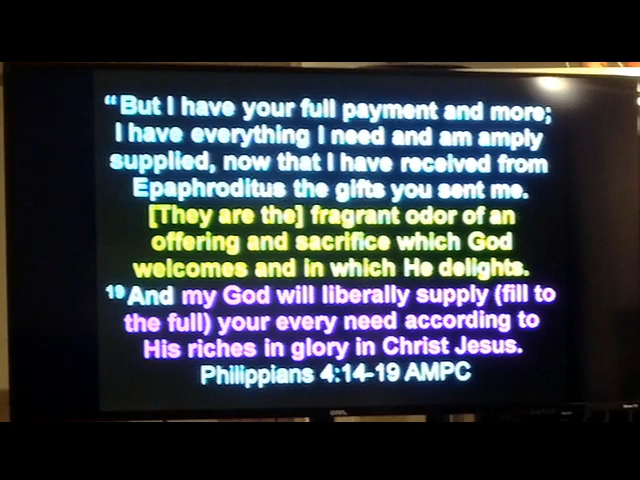 “But I have your full payment and more;
I have everything I need and am amply
supplied, now that I have received from
Epaphroditus the gifts you sent me.
[They are the] fragrant odor of an
offering and sacrifice which God
welcomes and in which He delights.
19 And my God will liberally supply (fill to
the full) your every need according to
His riches in glory in Christ Jesus.
Philippians 4:14-19 AMPC